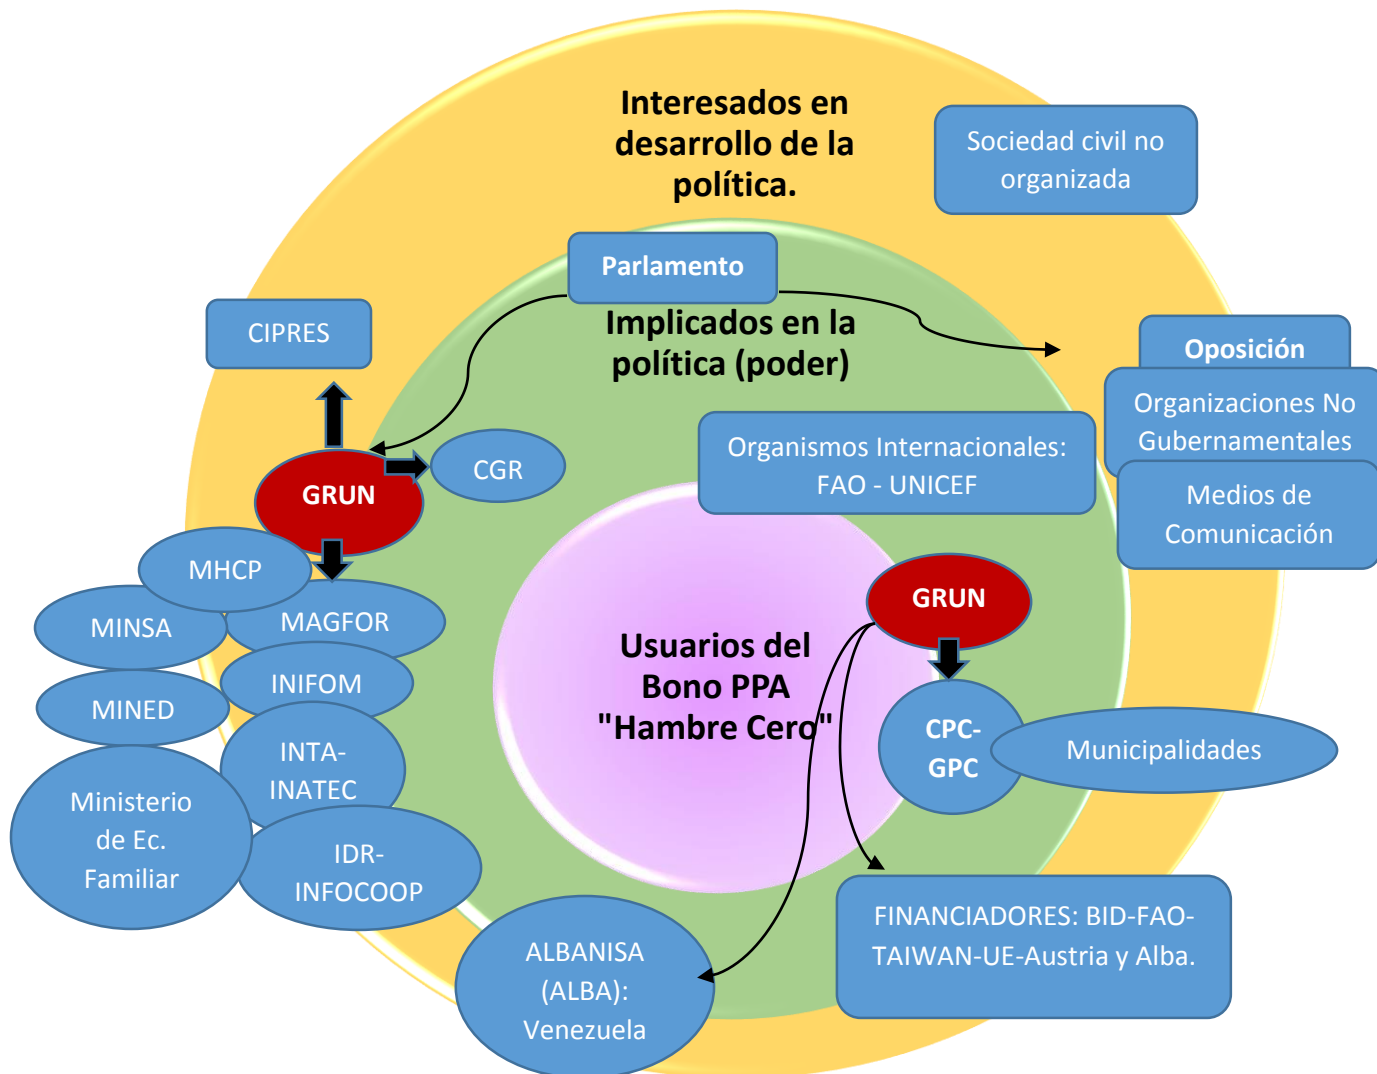 Interesados en
desarrollo de la
política.
Sociedad civil no
organizada
Parlamento
CIPRES
Implicados en la
política (poder)
Oposición
Organizaciones No
Gubernamentales
Medios de
Comunicación
Organismos Internacionales:
FAO - UNICEF
CGR
GRUN
MHCP
MINSA
MAGFOR
MINED
INIFOM
INTA-
INATEC
Ministerio
de Ec.
Familiar
IDR-
INFOCOOP
GRUN
Usuarios del
Bono PPA
"Hambre Cero"
CPC-
GPC
Municipalidades
ALBANISA
(ALBA):
Venezuela
FINANCIADORES: BID-FAO-
TAIWAN-UE-Austria y Alba.